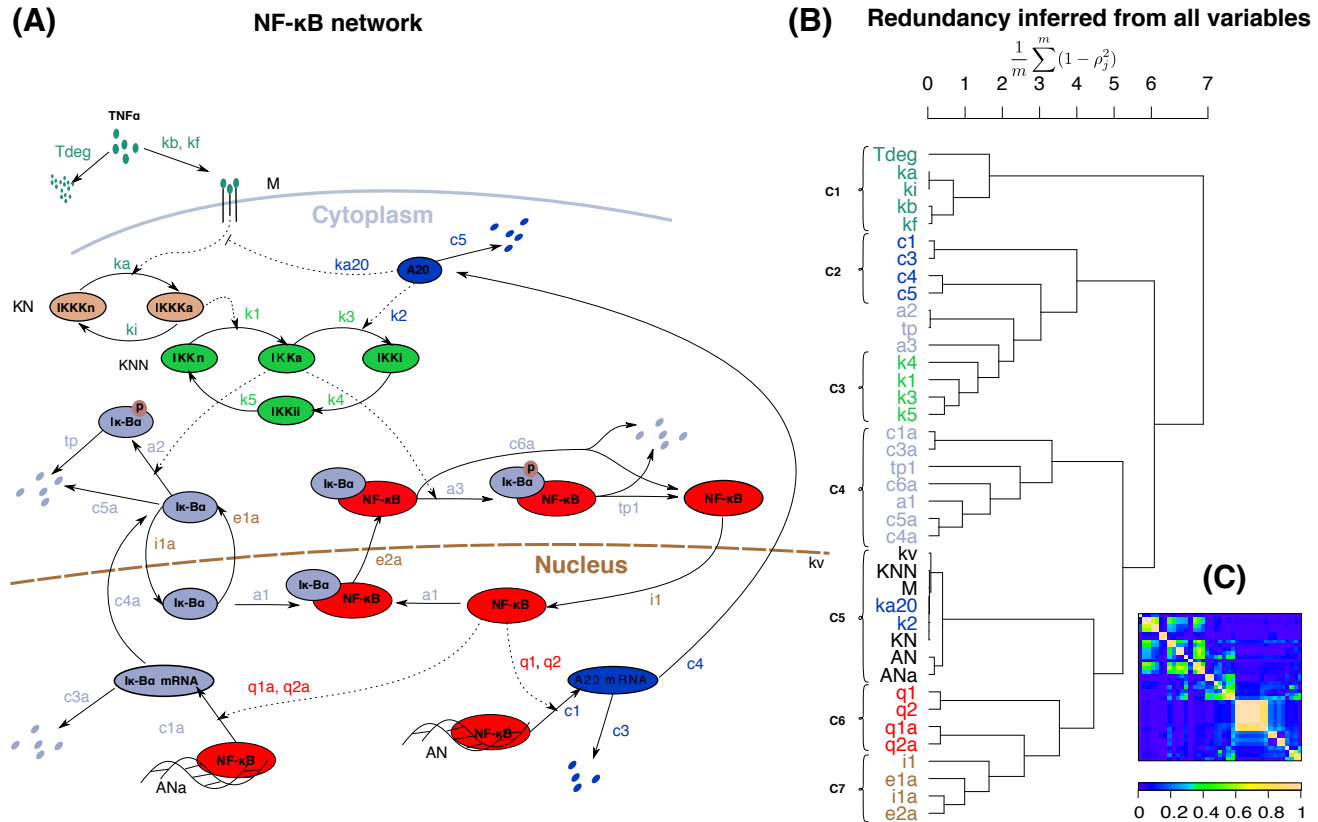 (A)
NF-κB network
TNFα
Tdeg
kb, kf
M
Cytoplasm
c5
ka20
A20
ka
KN
IKKKn
IKKKa
ki
k1
k3
k2
KNN
IKKn
IKKa
IKKi
k5
k4
IKKii
p
Iκ-Bα
tp
a2
c5a
Iκ-Bα
e1a
i1a
c6a
Iκ-Bα
NF-κB
a3
p
Iκ-Bα
NF-κB
tp1
NF-κB
kv
e2a
Nucleus
c4a
Iκ-Bα
a1
Iκ-Bα
NF-κB
a1
NF-κB
i1
q1, q2
q1a, q2a
c4
Iκ-Bα mRNA
A20 mRNA
c3a
c1a
c1
c3
NF-κB
AN
NF-κB
ANa
(B)
Redundancy inferred from all variables
1/m ∑^m (1 − ρ_j^2)
0 1 2 3 4 5 6 7
C1
Tdeg
ka
ki
kb
kf
C2
c1
c3
c4
c5
a2
tp
a3
C3
k4
k1
k3
k5
C4
c1a
c3a
tp1
c6a
a1
c5a
c4a
C5
kv
KNN
M
ka20
k2
KN
AN
ANa
C6
q1
q2
q1a
q2a
C7
i1
e1a
i1a
e2a
(C)
0 0.2 0.4 0.6 0.8 1